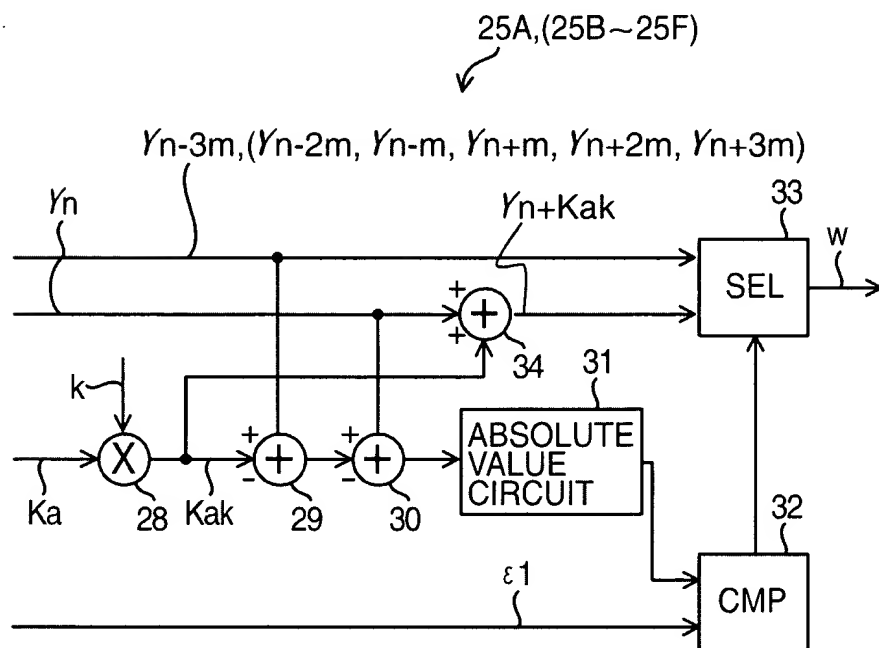 25A,(25B~25F)
Yn-3m,(Yn-2m, Yn-m, Yn+m, Yn+2m, Yn+3m)
Yn
Yn+Kak
33
W
SEL
+
+
+
34
31
k
ABSOLUTE
VALUE
CIRCUIT
+
+
X
+
+
-
-
Ka
28
Kak
29
30
32
CMP
ε1